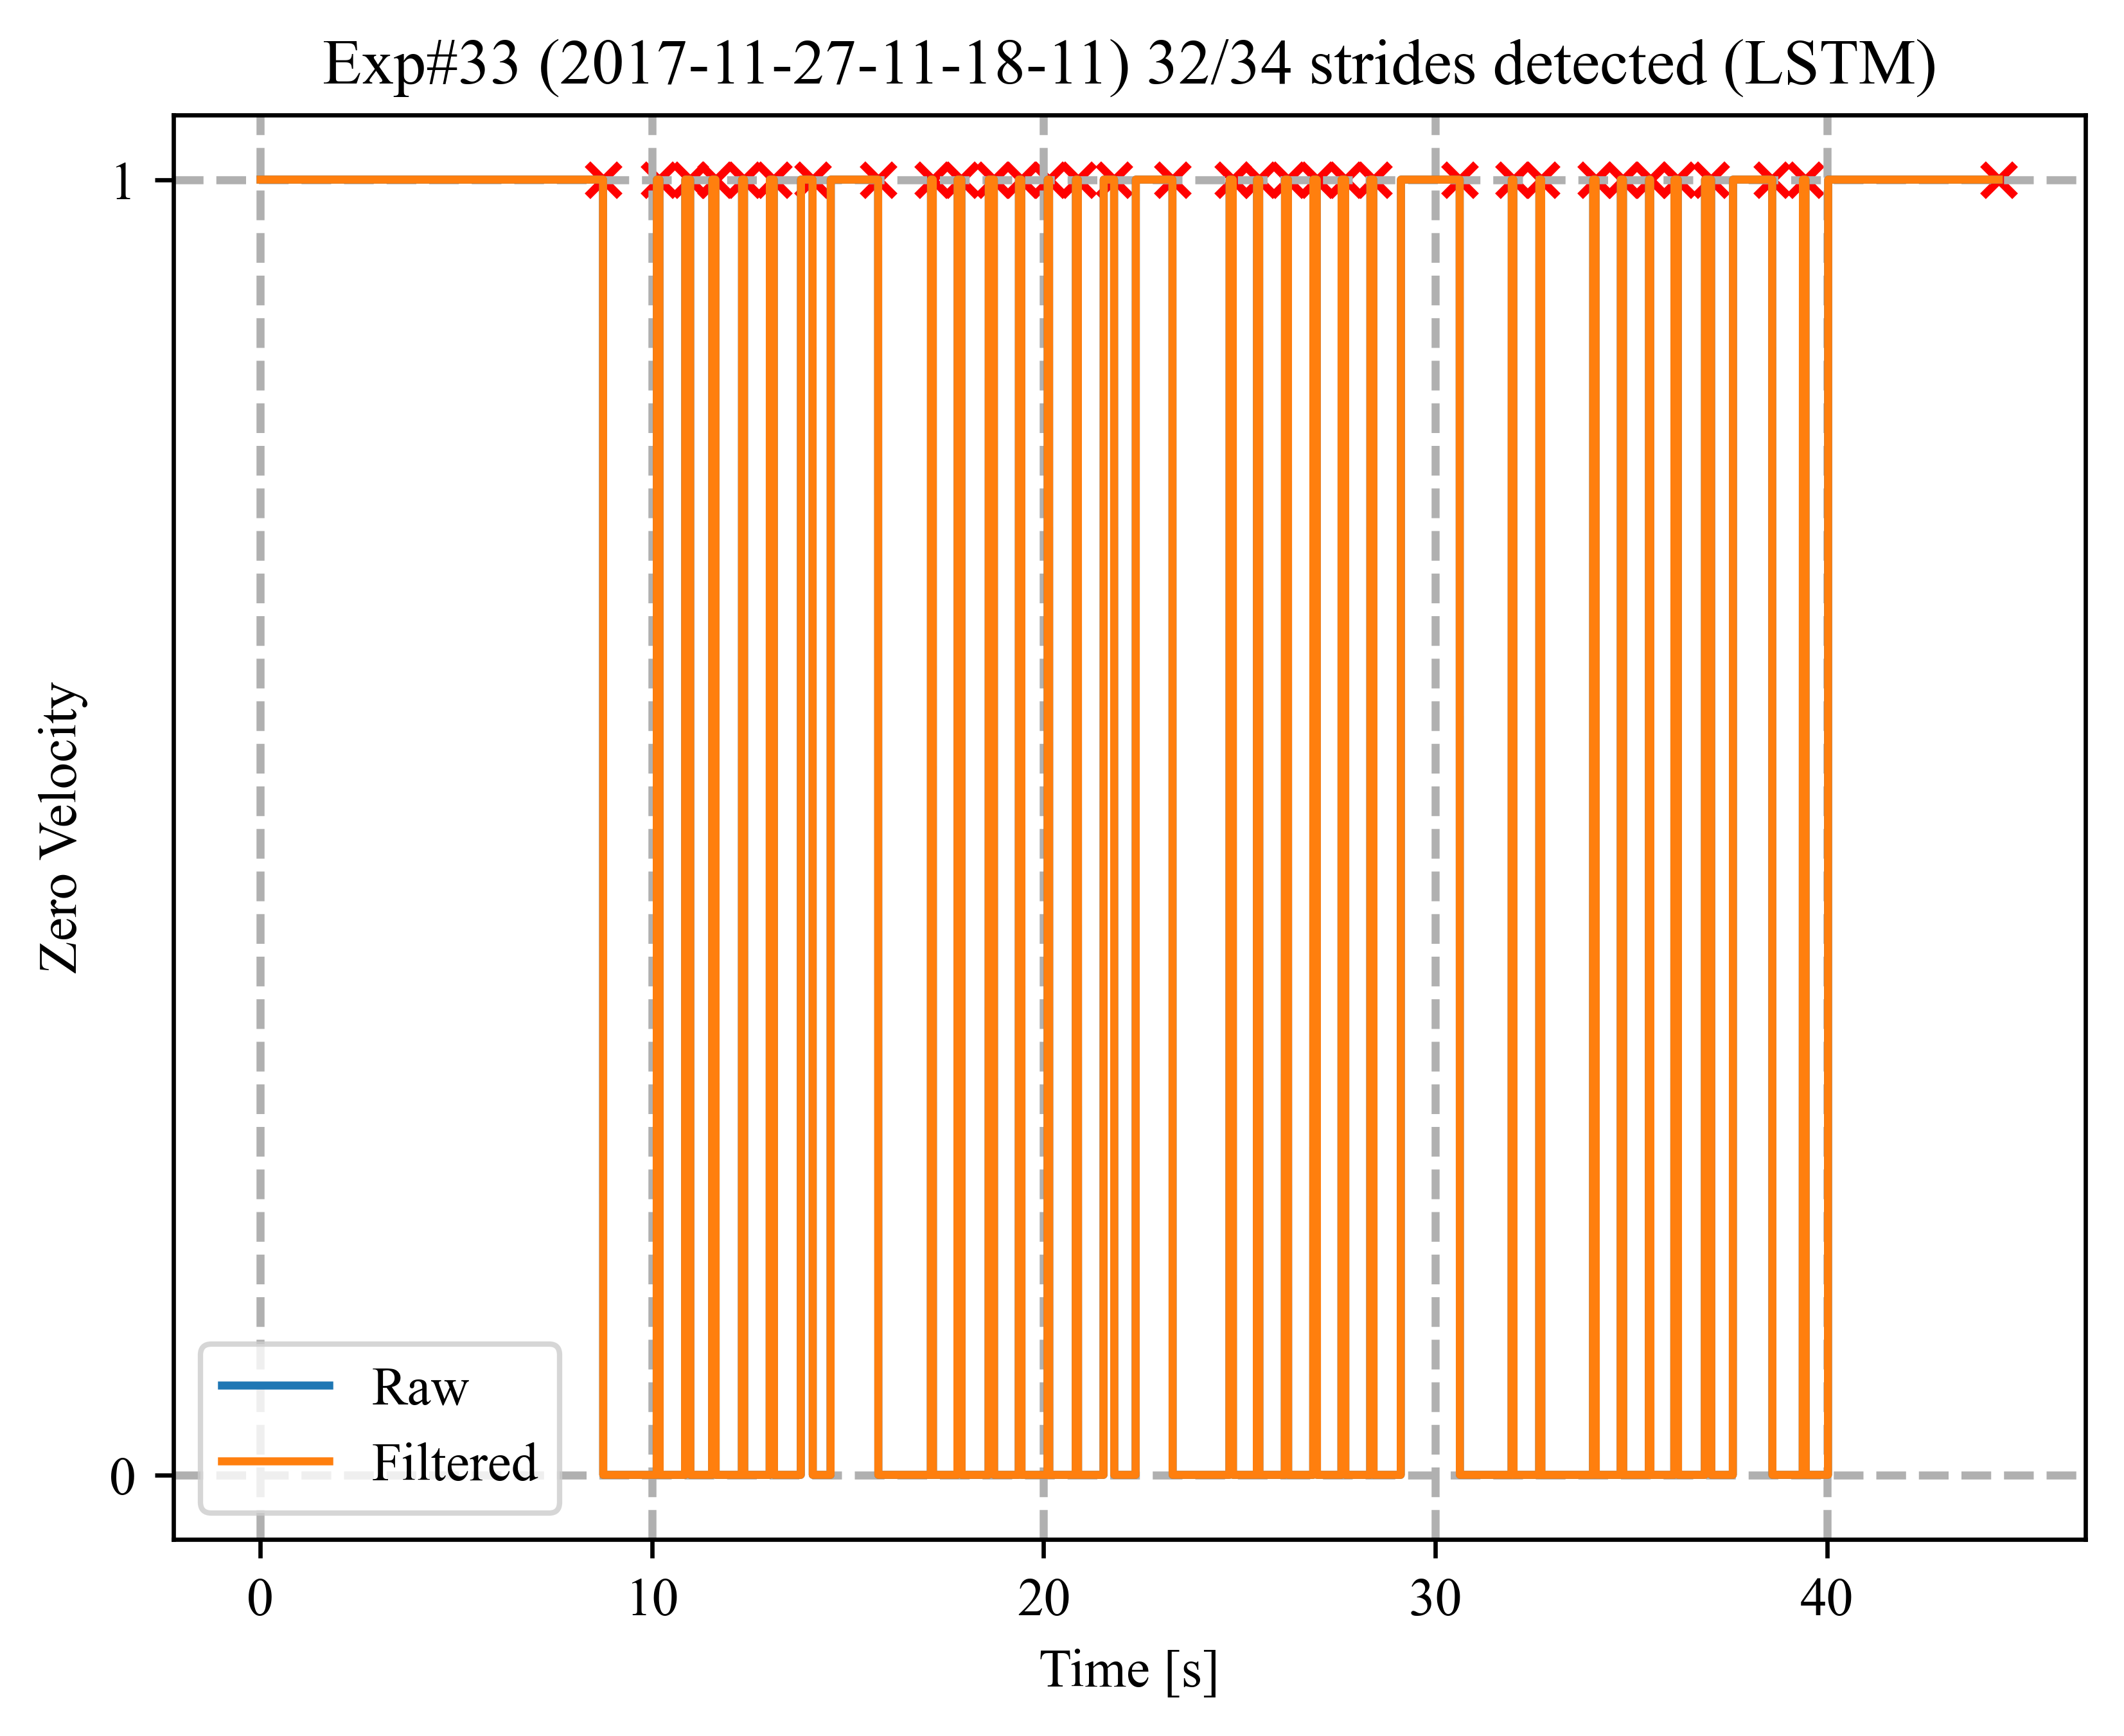 Exp#33 (2017-11-27-11-18-11) 32/34 strides detected (LSTM)
1
Zero Velocity
0
Raw
Filtered
0 10 20 30 40
Time [s]